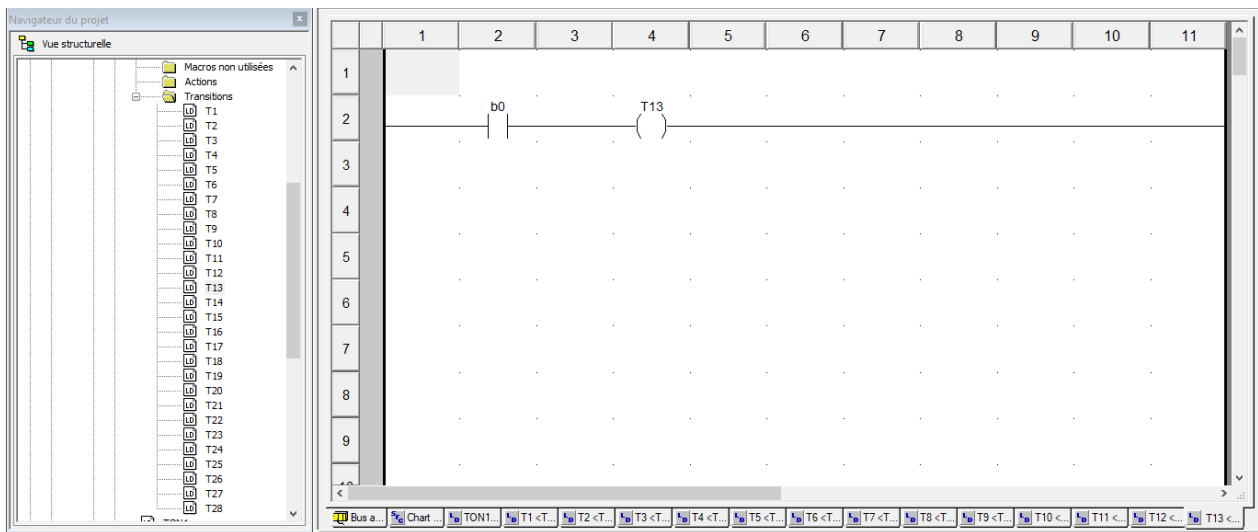 Navigateur du projet
Vue structurelle
Macros non utilisées
Actions
Transitions
T1
T2
T3
T4
T5
T6
T7
T8
T9
T10
T11
T12
T13
T14
T15
T16
T17
T18
T19
T20
T21
T22
T23
T24
T25
T26
T27
T28
1 2 3 4 5 6 7 8 9 10 11
1
2
b0 T13
3
4
5
6
7
8
9
Bus a... Chart ... TON1... T1 <T... T2 <T... T3 <T... T4 <T... T5 <T... T6 <T... T7 <T... T8 <T... T9 <T... T10 <... T11 <... T12 <... T13 <...